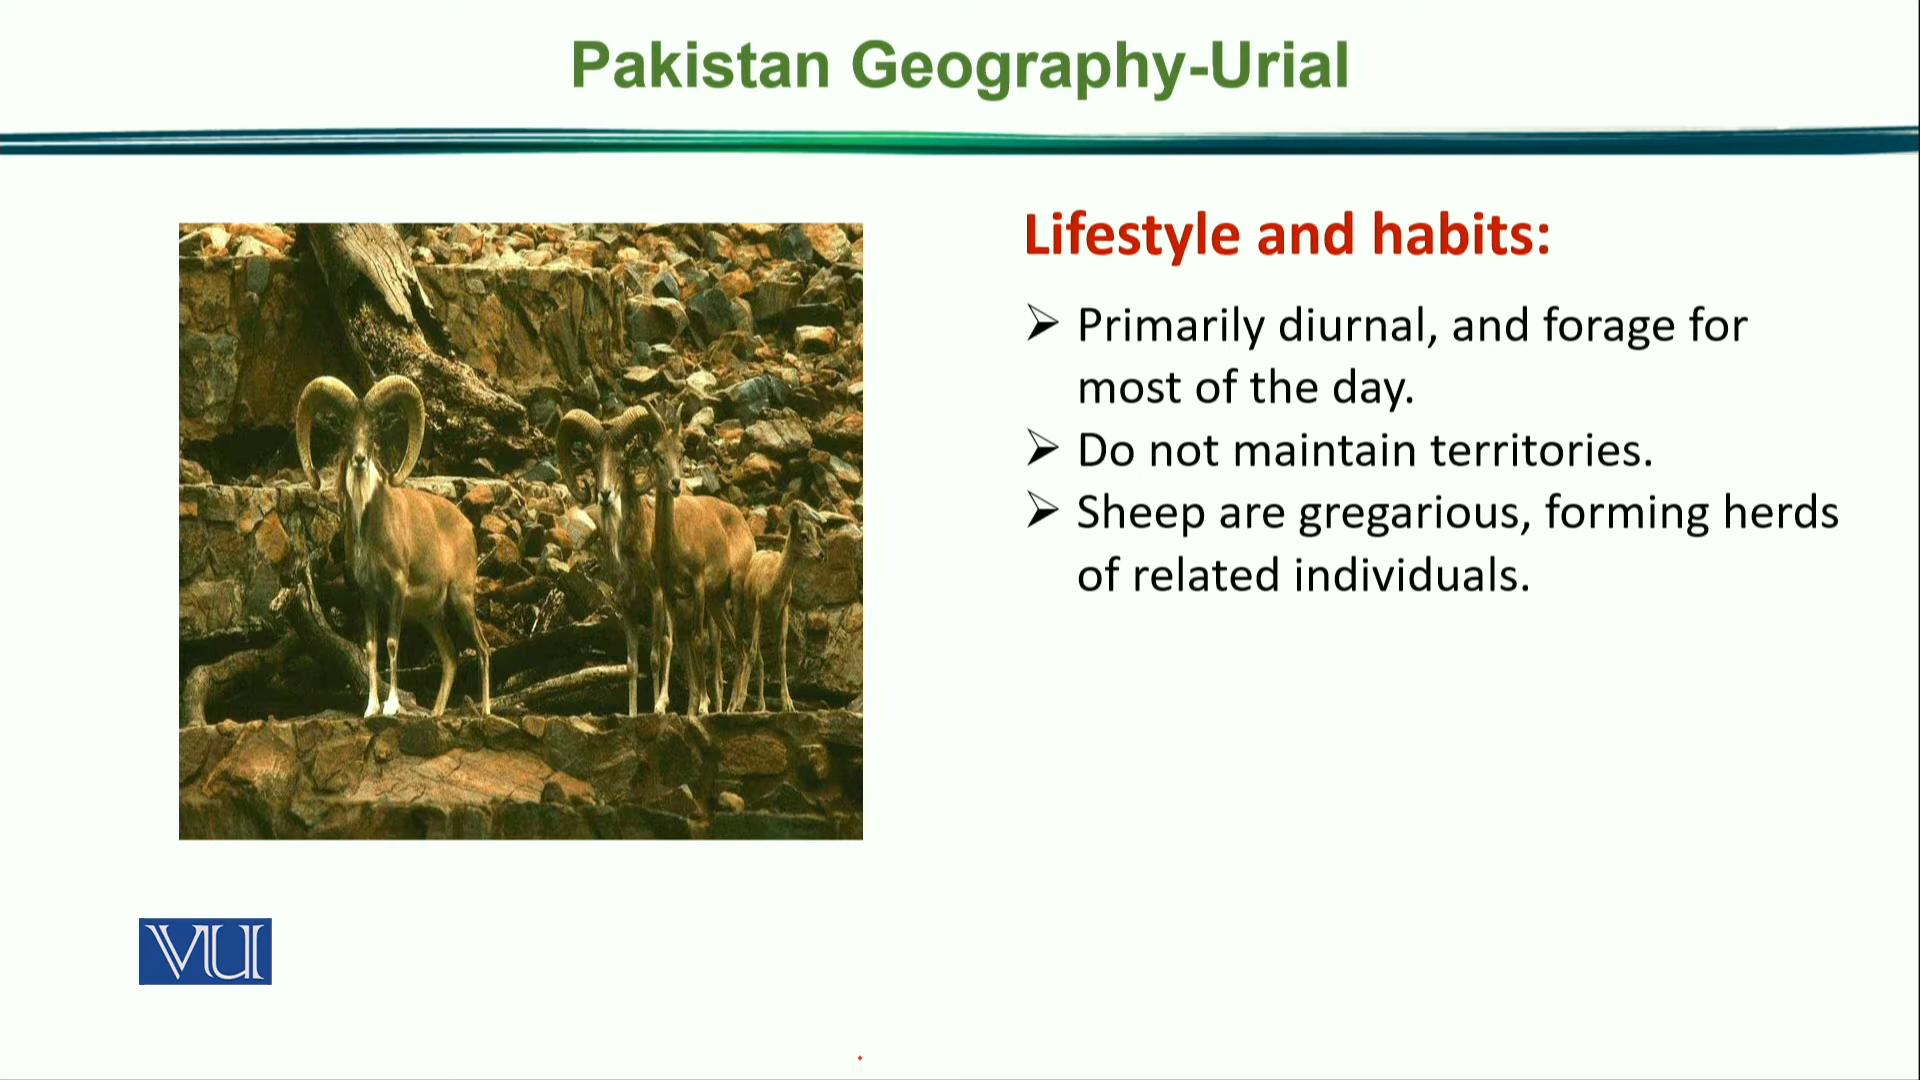 Pakistan Geography-Urial
Lifestyle and habits:
➢ Primarily diurnal, and forage for
most of the day.
➢ Do not maintain territories.
➢ Sheep are gregarious, forming herds
of related individuals.
VU